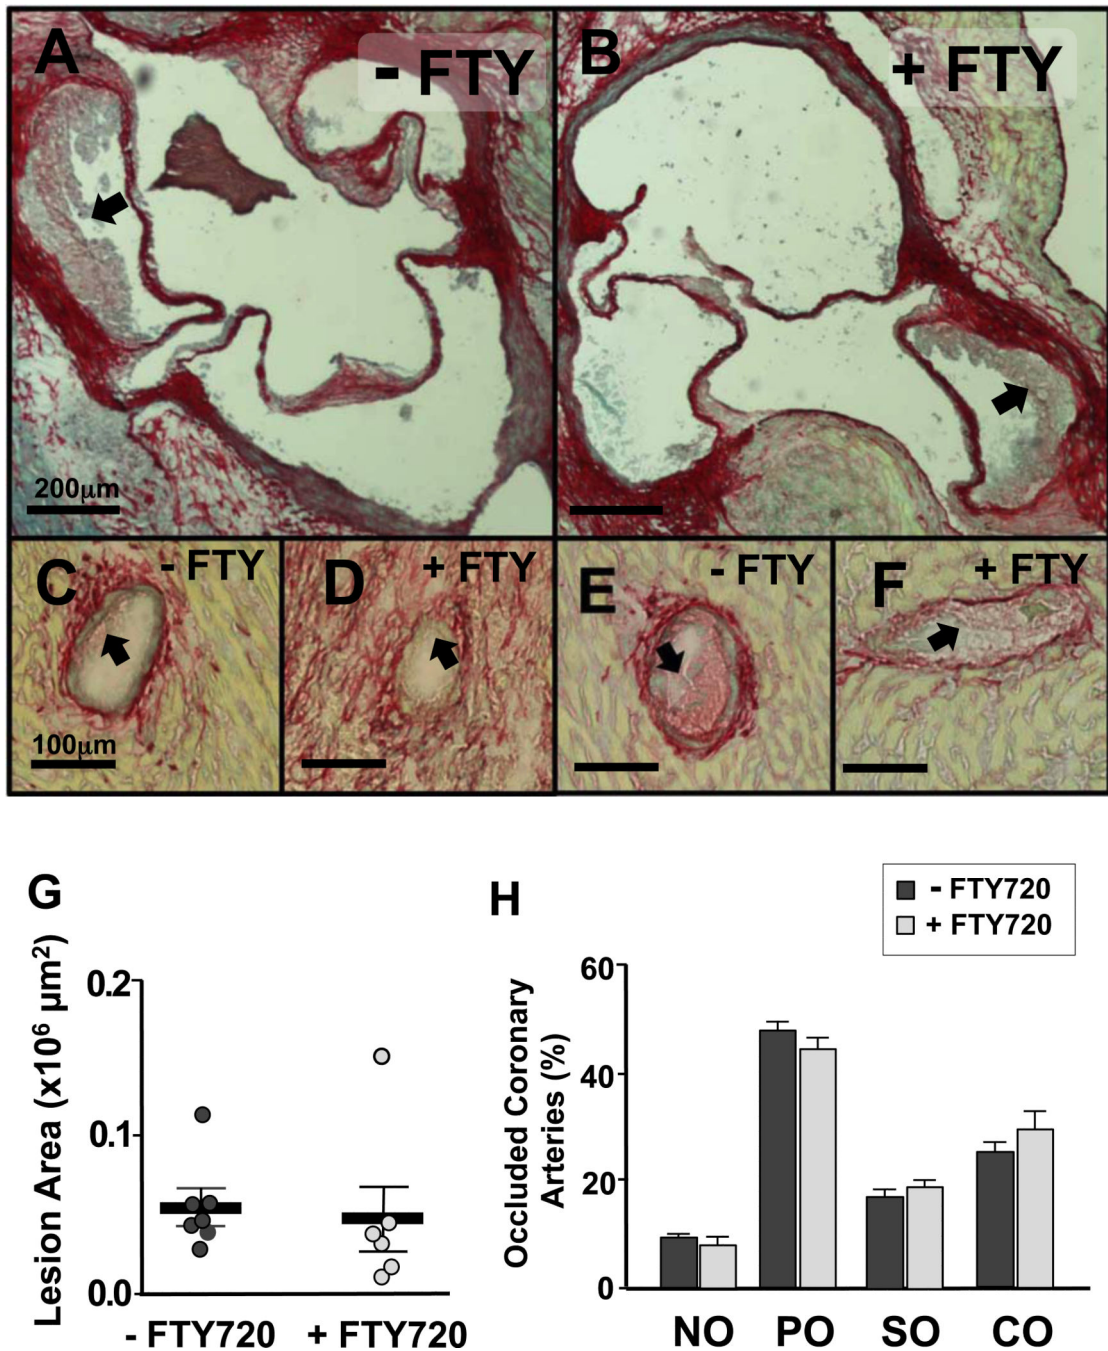 A
- FTY
B
+ FTY
200µm
C
- FTY
D
+ FTY
E
- FTY
F
+ FTY
100µm
G
H
- FTY720
+ FTY720
Lesion Area (x10⁶ µm²)
0.2
0.1
0.0
- FTY720
+ FTY720
Occluded Coronary
Arteries (%)
60
40
20
0
NO
PO
SO
CO